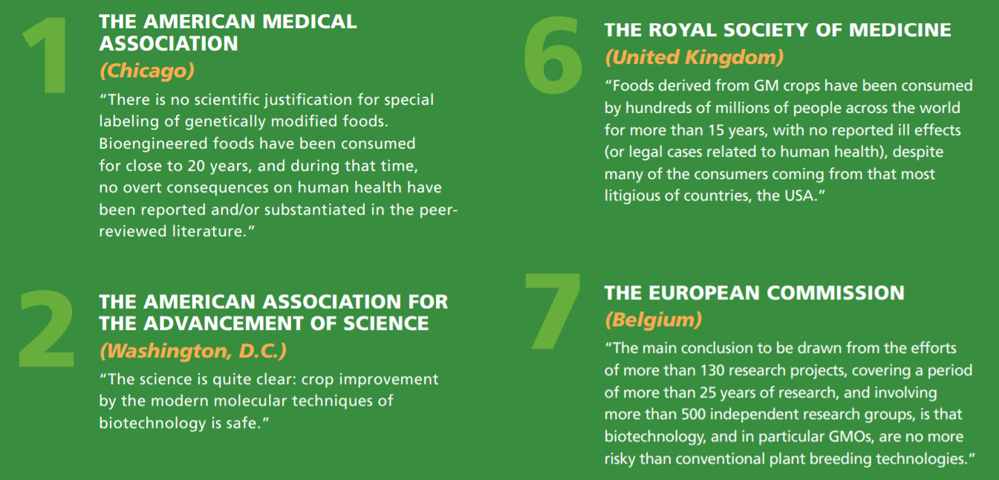 1
THE AMERICAN MEDICAL
ASSOCIATION
(Chicago)
“There is no scientific justification for special
labeling of genetically modified foods.
Bioengineered foods have been consumed
for close to 20 years, and during that time,
no overt consequences on human health have
been reported and/or substantiated in the peer-
reviewed literature.”
2
THE AMERICAN ASSOCIATION FOR
THE ADVANCEMENT OF SCIENCE
(Washington, D.C.)
“The science is quite clear: crop improvement
by the modern molecular techniques of
biotechnology is safe.”
6
THE ROYAL SOCIETY OF MEDICINE
(United Kingdom)
“Foods derived from GM crops have been consumed
by hundreds of millions of people across the world
for more than 15 years, with no reported ill effects
(or legal cases related to human health), despite
many of the consumers coming from that most
litigious of countries, the USA.”
7
THE EUROPEAN COMMISSION
(Belgium)
“The main conclusion to be drawn from the efforts
of more than 130 research projects, covering a period
of more than 25 years of research, and involving
more than 500 independent research groups, is that
biotechnology, and in particular GMOs, are no more
risky than conventional plant breeding technologies.”